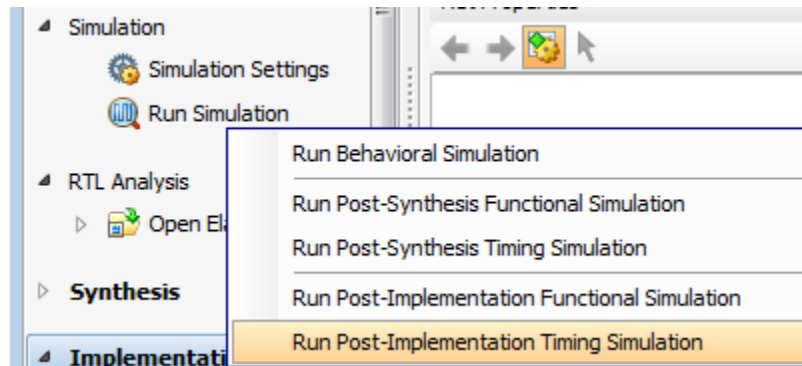 Simulation
Simulation Settings
Run Simulation
Run Behavioral Simulation
RTL Analysis
Run Post-Synthesis Functional Simulation
Open El
Run Post-Synthesis Timing Simulation
Synthesis
Run Post-Implementation Functional Simulation
Run Post-Implementation Timing Simulation
Implementati